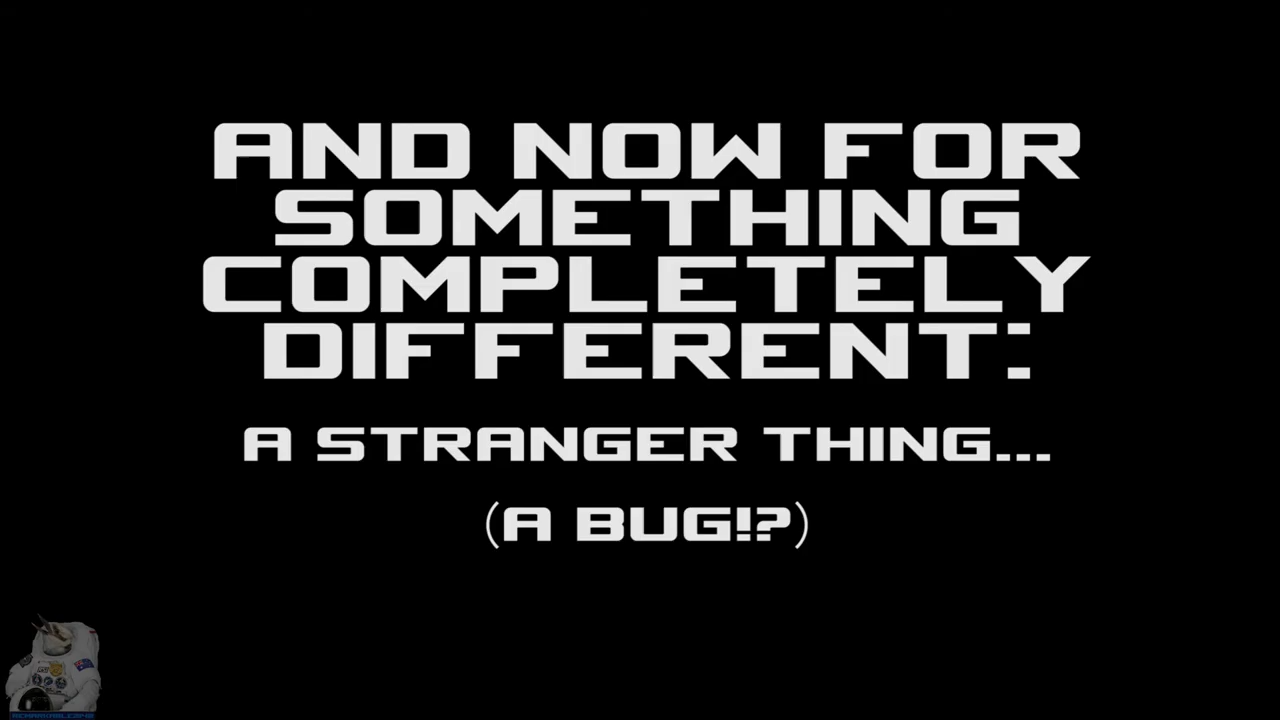 AND NOW FOR
SOMETHING
COMPLETELY
DIFFERENT:
A STRANGER THING...
(A BUG!?)